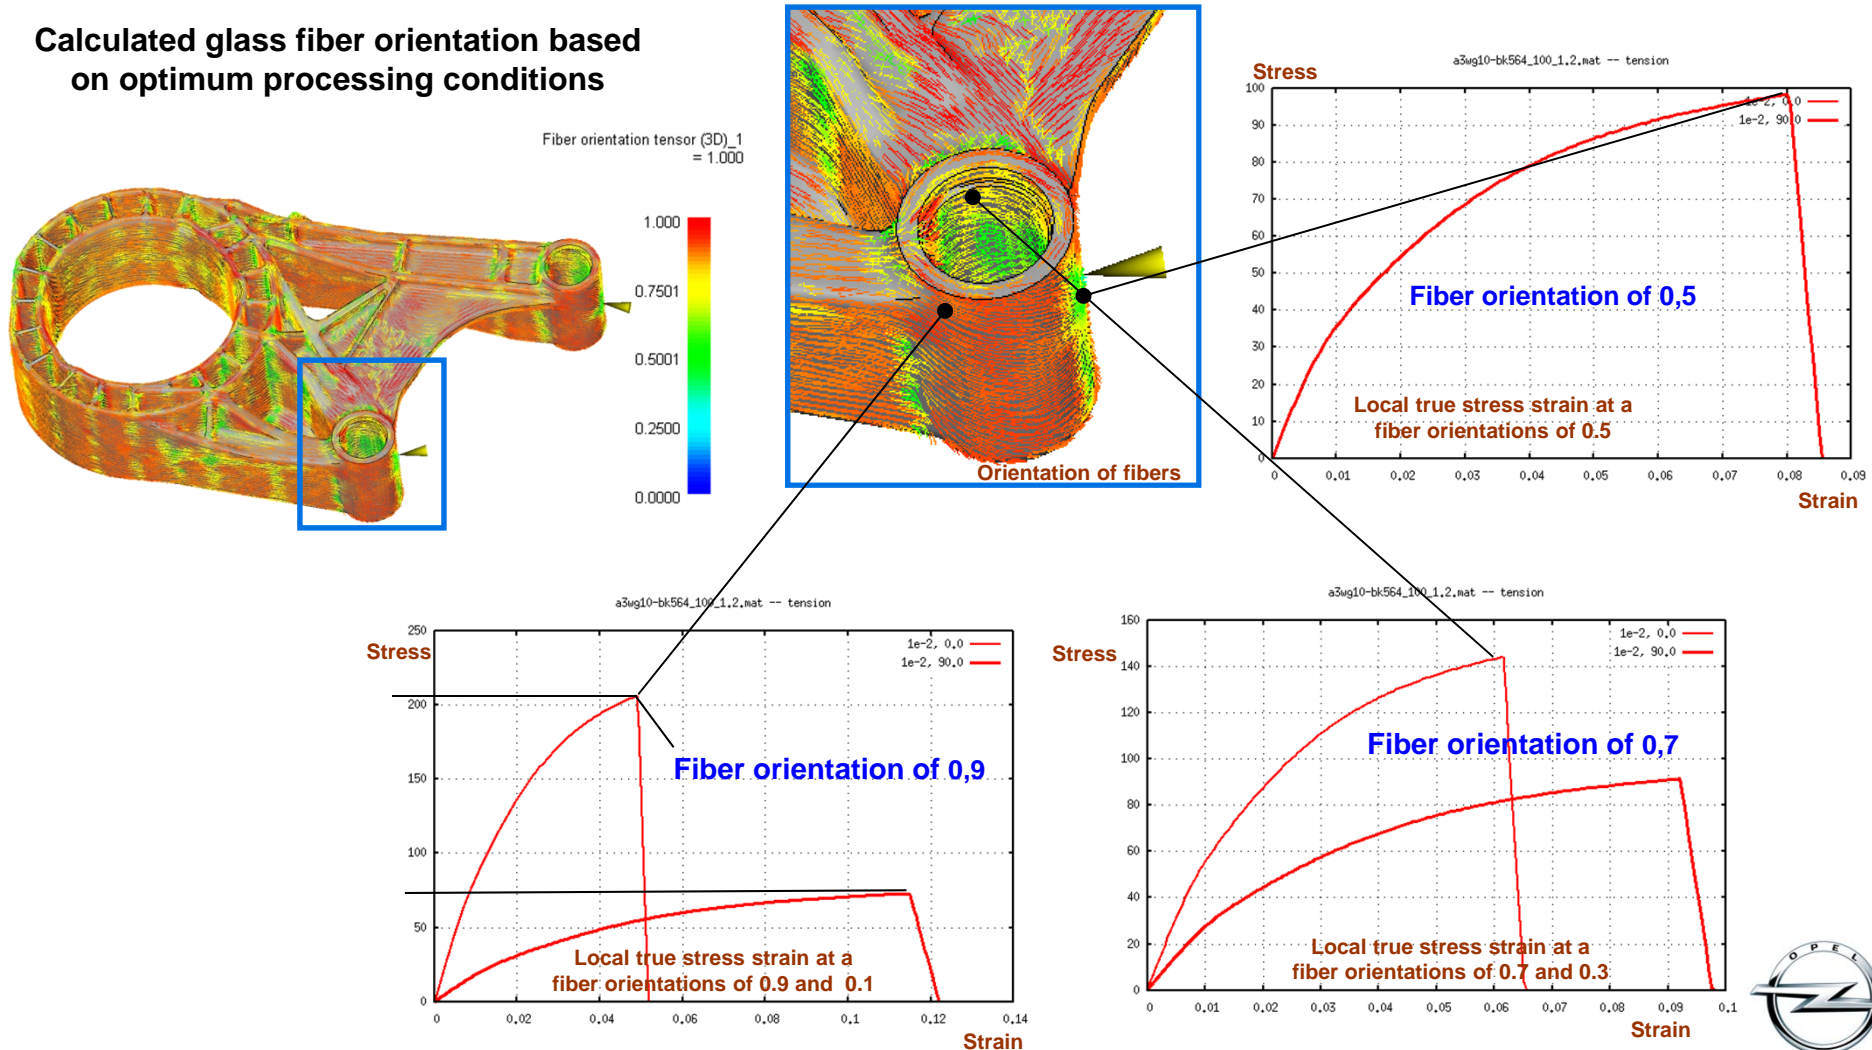 Calculated glass fiber orientation based
on optimum processing conditions
Fiber orientation tensor (3D)_1
= 1.000
1.000
0.7501
0.5001
0.2500
0.0000
Orientation of fibers
a3wg10-bk564_100_1.2.mat -- tension
Stress
100
90
80
70
60
50
40
30
20
10
0
1e-2, 0.0
1e-2, 90.0
Fiber orientation of 0,5
Local true stress strain at a
fiber orientations of 0.5
0 0.01 0.02 0.03 0.04 0.05 0.06 0.07 0.08 0.09
Strain
a3wg10-bk564_100_1.2.mat -- tension
Stress
250
200
150
100
50
0
1e-2, 0.0
1e-2, 90.0
Fiber orientation of 0,9
Local true stress strain at a
fiber orientations of 0.9 and 0.1
0 0.02 0.04 0.06 0.08 0.1 0.12 0.14
Strain
a3wg10-bk564_100_1.2.mat -- tension
Stress
160
140
120
100
80
60
40
20
0
1e-2, 0.0
1e-2, 90.0
Fiber orientation of 0,7
Local true stress strain at a
fiber orientations of 0.7 and 0.3
0 0.01 0.02 0.03 0.04 0.05 0.06 0.07 0.08 0.09 0.1
Strain
OPEL